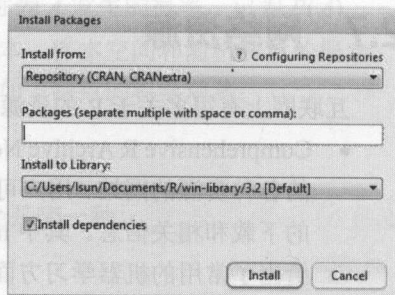 Install Packages
Install from:
? Configuring Repositories
Repository (CRAN, CRANextra)
Packages (separate multiple with space or comma):
Install to Library:
C:/Users/lsun/Documents/R/win-library/3.2 [Default]
Install dependencies
Install
Cancel